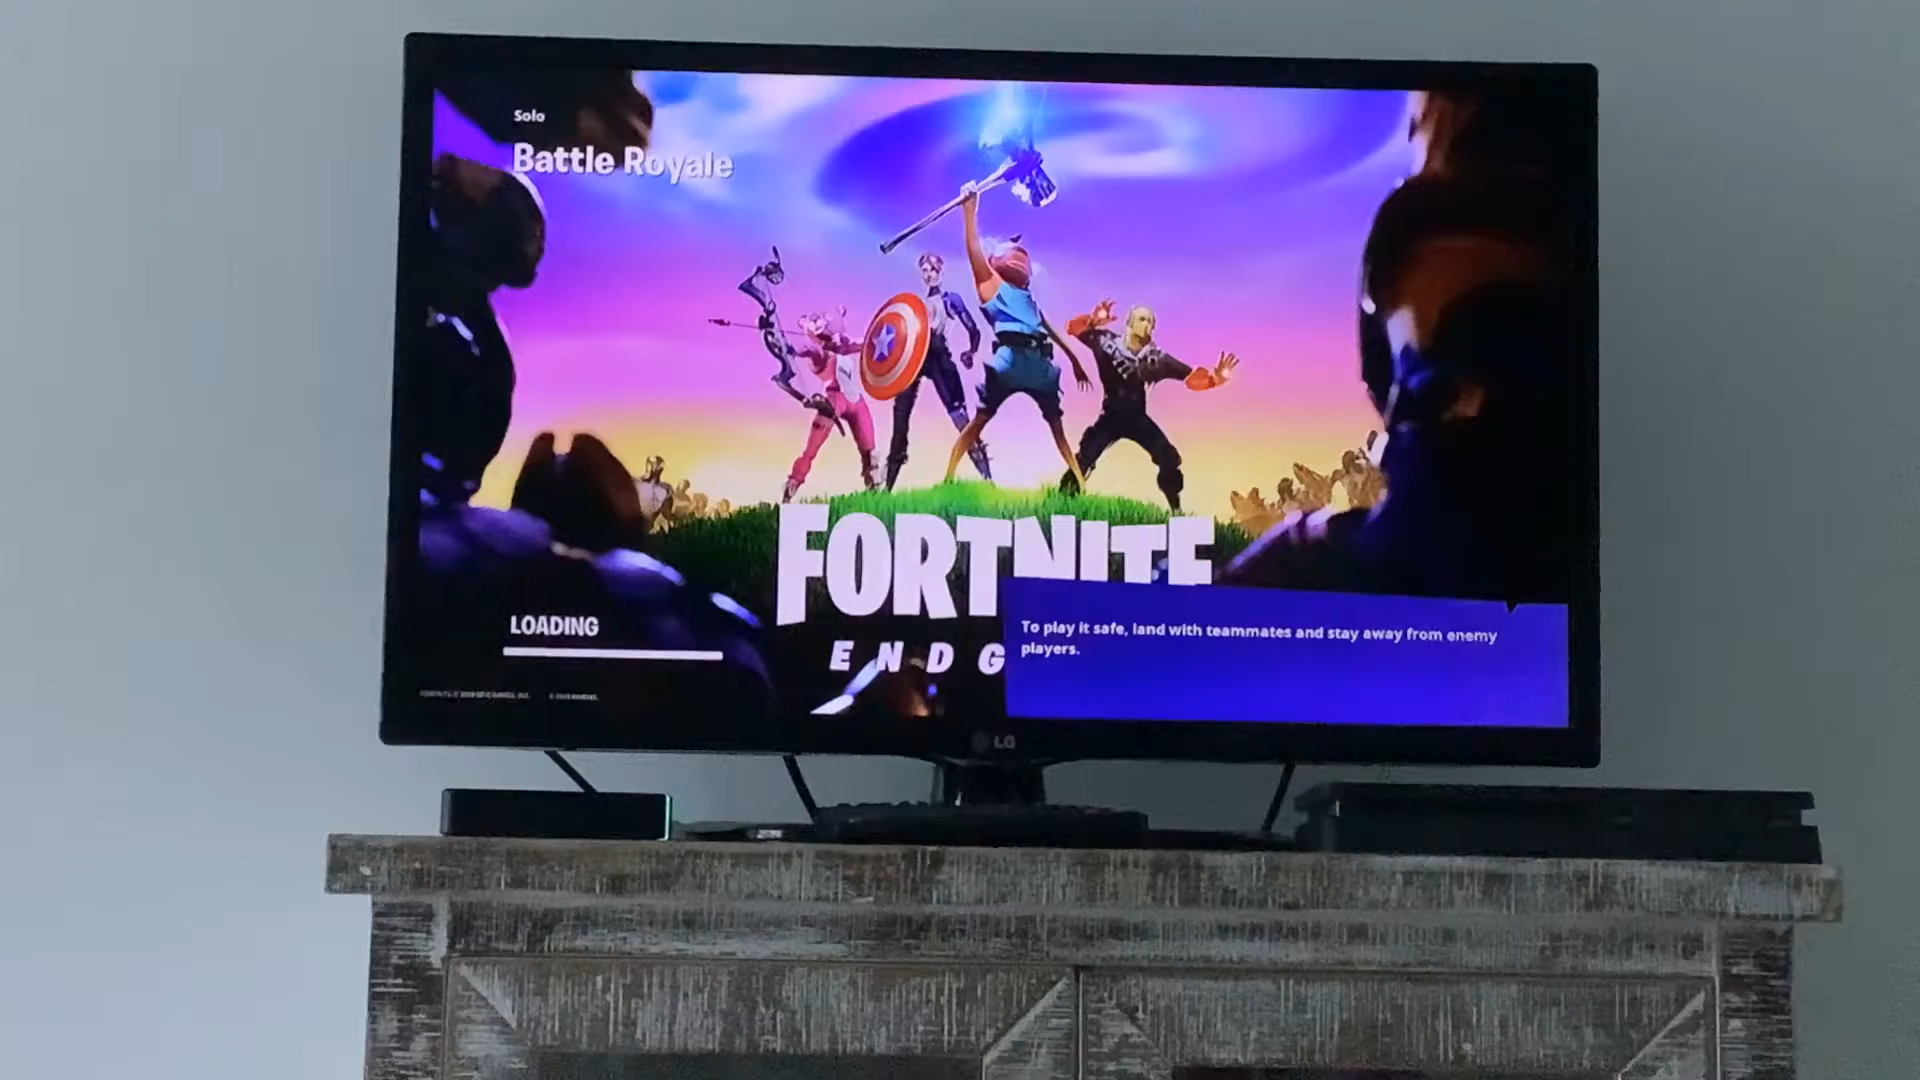 Solo
Battle Royale
FORTNITE
ENDG
LOADING
To play it safe, land with teammates and stay away from enemy
players.
LG